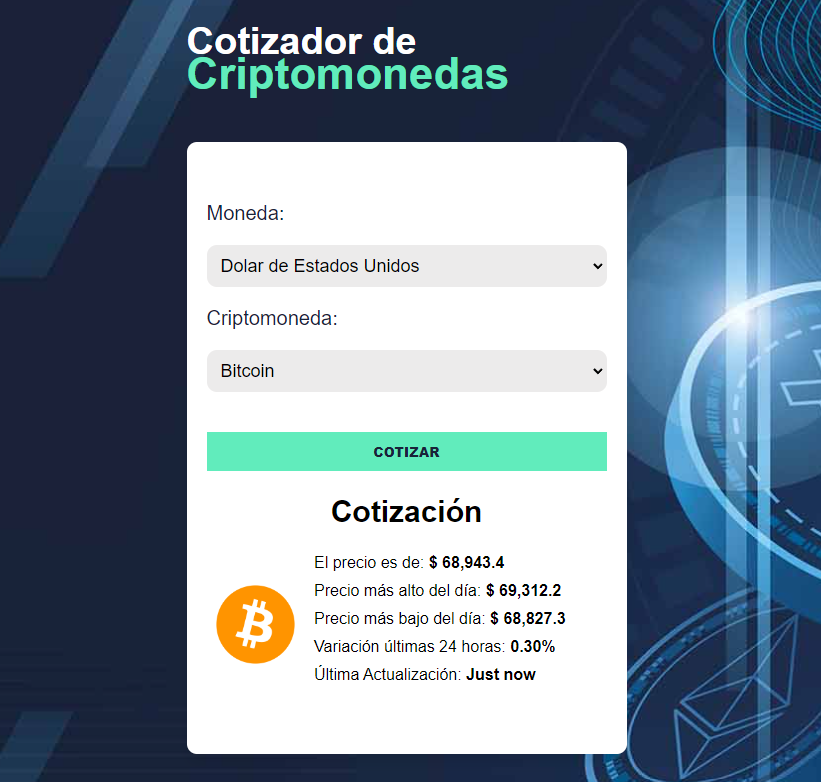 Cotizador de
Criptomonedas
Moneda:
Dolar de Estados Unidos
Criptomoneda:
Bitcoin
COTIZAR
Cotización
El precio es de: $ 68,943.4
Precio más alto del día: $ 69,312.2
Precio más bajo del día: $ 68,827.3
Variación últimas 24 horas: 0.30%
Última Actualización: Just now